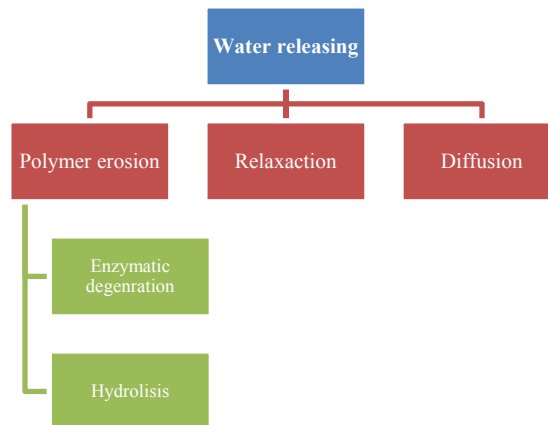 Water releasing
Polymer erosion
Relaxaction
Diffusion
Enzymatic
degenration
Hydrolisis